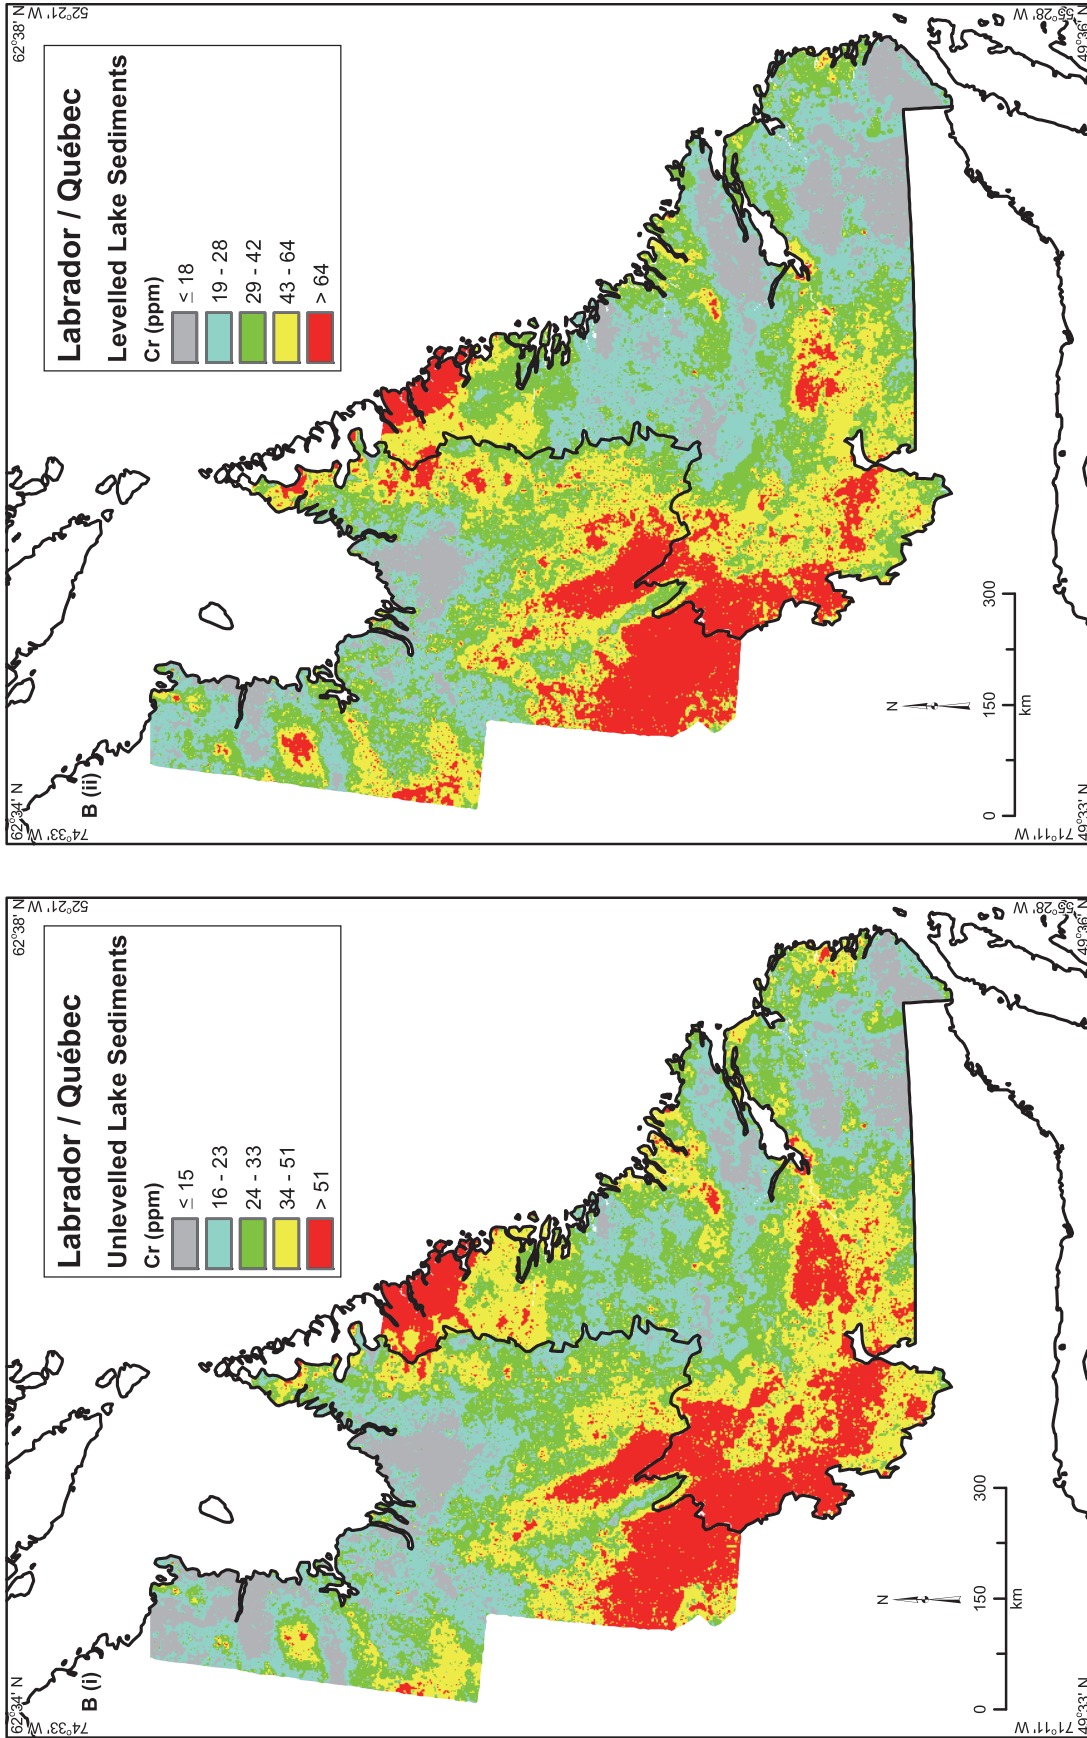 B (i)
62°34' N
74°33' W
62°38' N
52°21' W
Labrador / Québec
Unlevelled Lake Sediments
Cr (ppm)
≤ 15
16 - 23
24 - 33
34 - 51
> 51
N
0 150 300
km
71°11' W
49°33' N
55°28' W
49°36' N
B (ii)
62°34' N
74°33' W
62°38' N
52°21' W
Labrador / Québec
Levelled Lake Sediments
Cr (ppm)
≤ 18
19 - 28
29 - 42
43 - 64
> 64
N
0 150 300
km
71°11' W
49°33' N
55°28' W
49°36' N